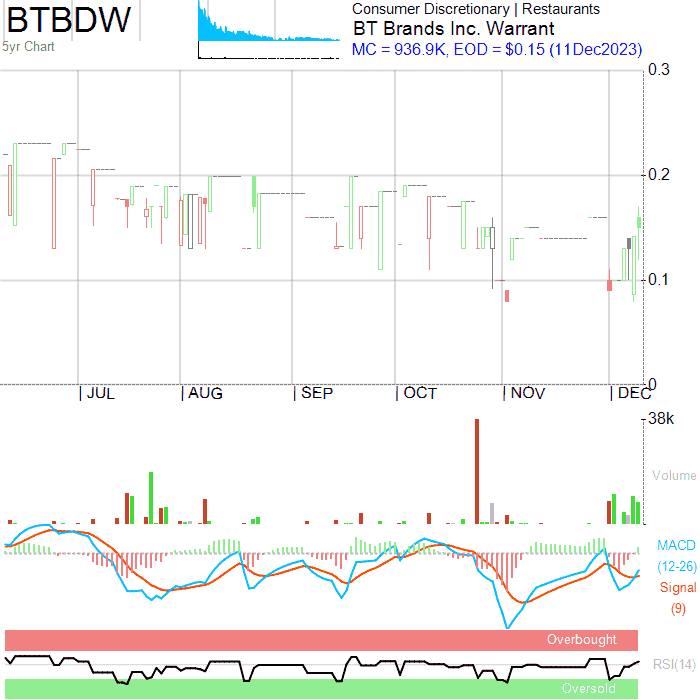 BTBDW
5yr Chart
Consumer Discretionary | Restaurants
BT Brands Inc. Warrant
MC = 936.9K, EOD = $0.15 (11Dec2023)
0.3
0.2
0.1
0
| JUL
| AUG
| SEP
| OCT
| NOV
| DEC
38k
Volume
MACD
(12-26)
Signal
(9)
Overbought
RSI(14)
Oversold